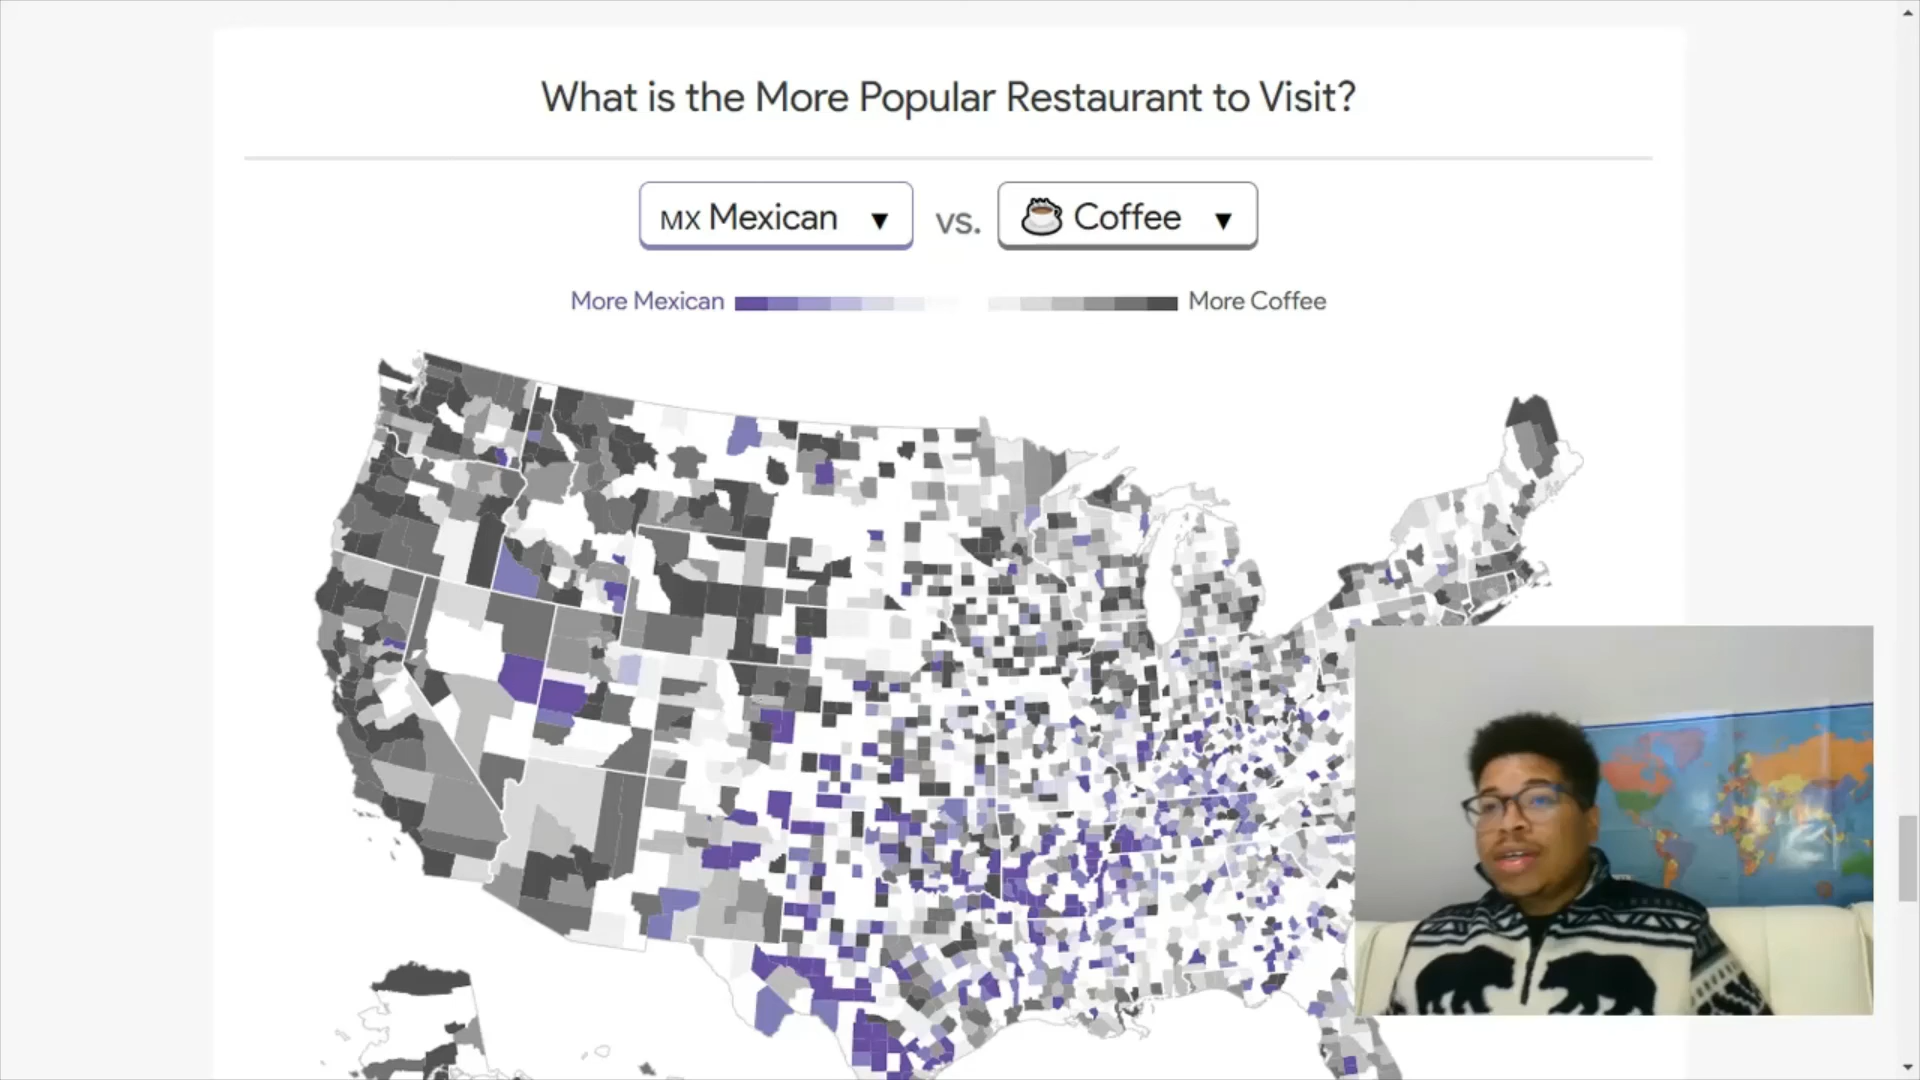 What is the More Popular Restaurant to Visit?
MX Mexican ▼ vs. ☕ Coffee ▼
More Mexican More Coffee